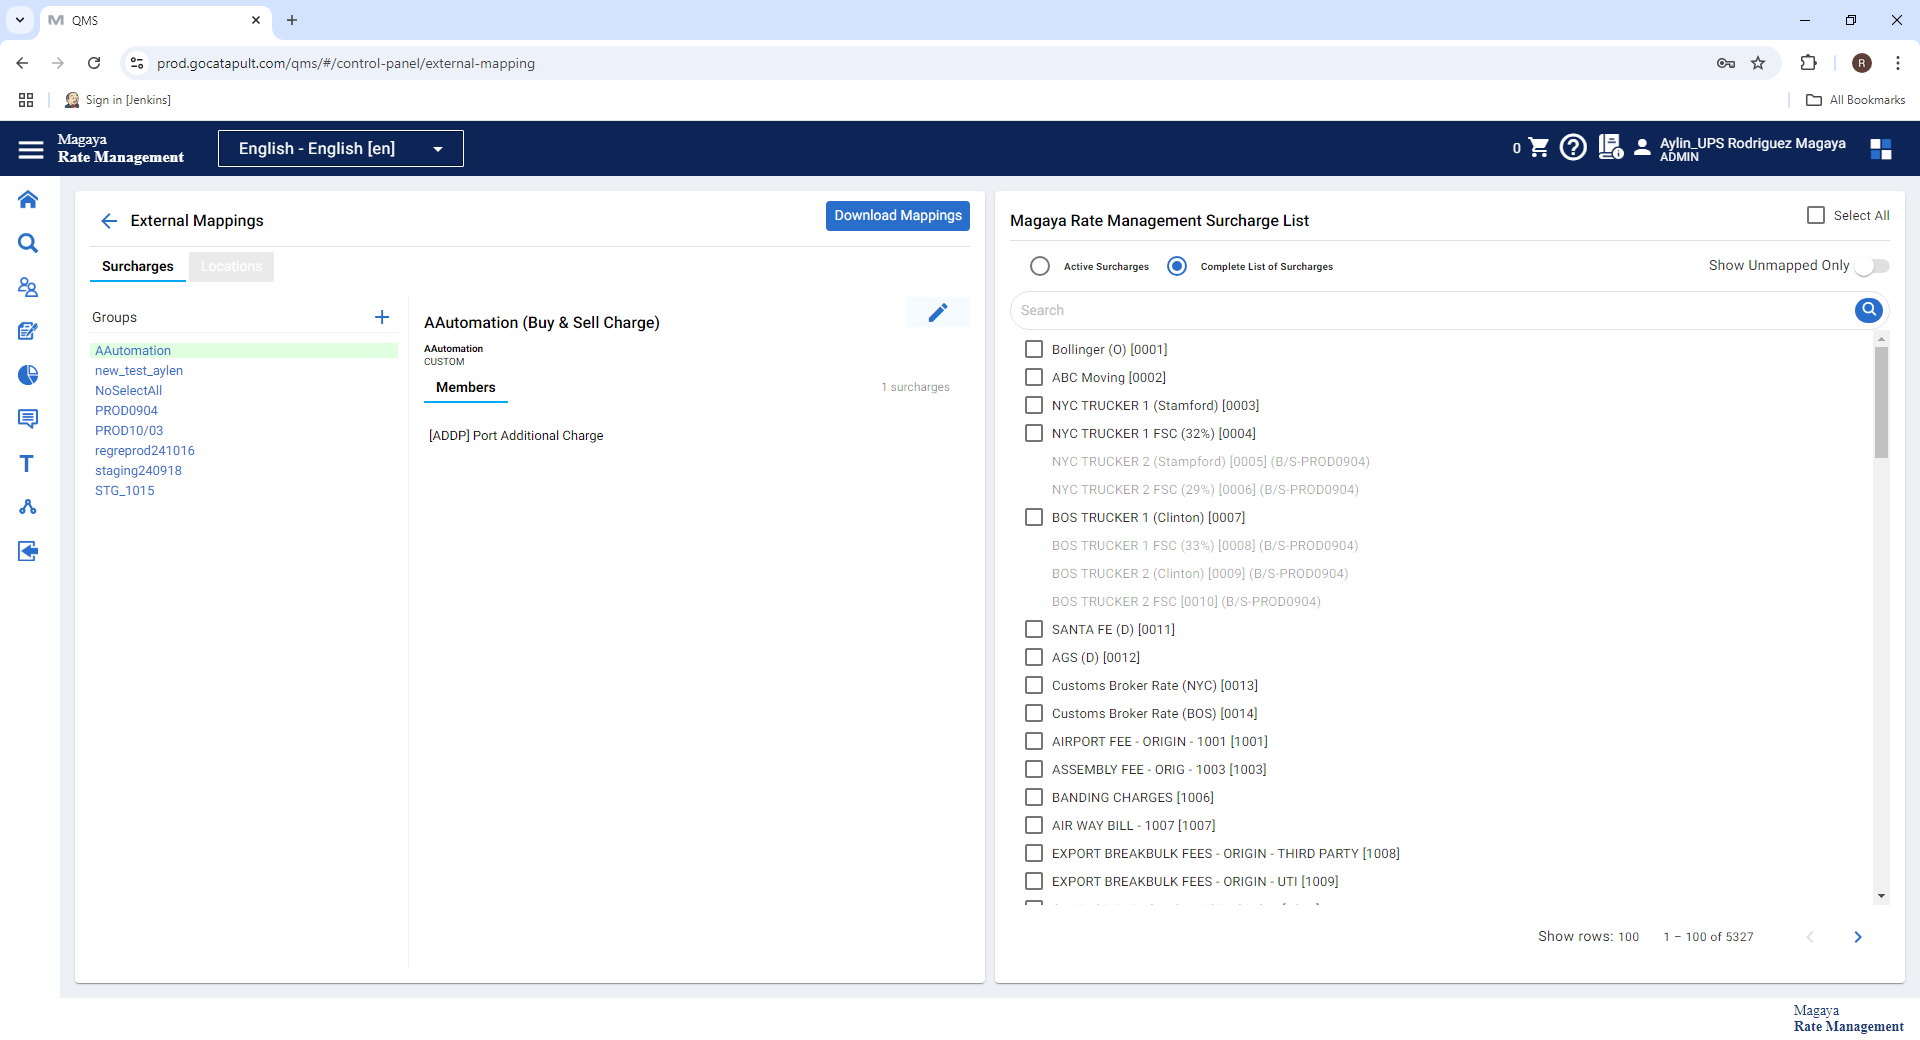 QMS
prod.gocatapult.com/qms/#/control-panel/external-mapping
R
Sign in [Jenkins]
All Bookmarks
Magaya
Rate Management
English - English [en]
0
Aylin_UPS Rodriguez Magaya
ADMIN
External Mappings
Download Mappings
Surcharges
Locations
Groups
AAutomation
new_test_aylen
NoSelectAll
PROD0904
PROD10/03
regreprod241016
staging240918
STG_1015
AAutomation (Buy & Sell Charge)
AAutomation
CUSTOM
Members
1 surcharges
[ADDP] Port Additional Charge
Magaya Rate Management Surcharge List
Select All
Active Surcharges
Complete List of Surcharges
Show Unmapped Only
Search
Bollinger (O) [0001]
ABC Moving [0002]
NYC TRUCKER 1 (Stamford) [0003]
NYC TRUCKER 1 FSC (32%) [0004]
NYC TRUCKER 2 (Stampford) [0005] (B/S-PROD0904)
NYC TRUCKER 2 FSC (29%) [0006] (B/S-PROD0904)
BOS TRUCKER 1 (Clinton) [0007]
BOS TRUCKER 1 FSC (33%) [0008] (B/S-PROD0904)
BOS TRUCKER 2 (Clinton) [0009] (B/S-PROD0904)
BOS TRUCKER 2 FSC [0010] (B/S-PROD0904)
SANTA FE (D) [0011]
AGS (D) [0012]
Customs Broker Rate (NYC) [0013]
Customs Broker Rate (BOS) [0014]
AIRPORT FEE - ORIGIN - 1001 [1001]
ASSEMBLY FEE - ORIG - 1003 [1003]
BANDING CHARGES [1006]
AIR WAY BILL - 1007 [1007]
EXPORT BREAKBULK FEES - ORIGIN - THIRD PARTY [1008]
EXPORT BREAKBULK FEES - ORIGIN - UTI [1009]
Show rows: 100
1 – 100 of 5327
Magaya
Rate Management